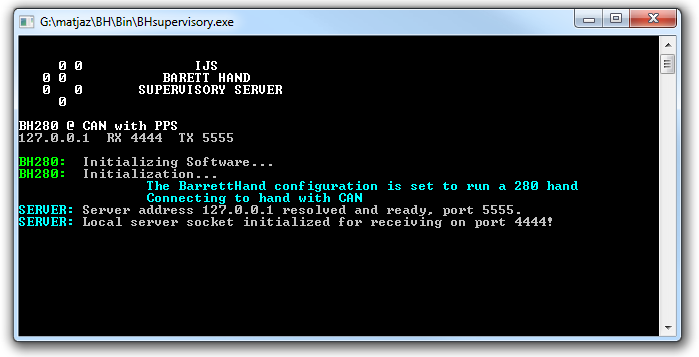 G:\matjaz\BH\Bin\BHsupervisory.exe
0 0 IJS
0 0 BARETT HAND
0 0 SUPERVISORY SERVER
0
BH280 @ CAN with PPS
127.0.0.1 RX 4444 TX 5555
BH280: Initializing Software...
BH280: Initialization...
The BarrettHand configuration is set to run a 280 hand
Connecting to hand with CAN
SERVER: Server address 127.0.0.1 resolved and ready, port 5555.
SERVER: Local server socket initialized for receiving on port 4444!